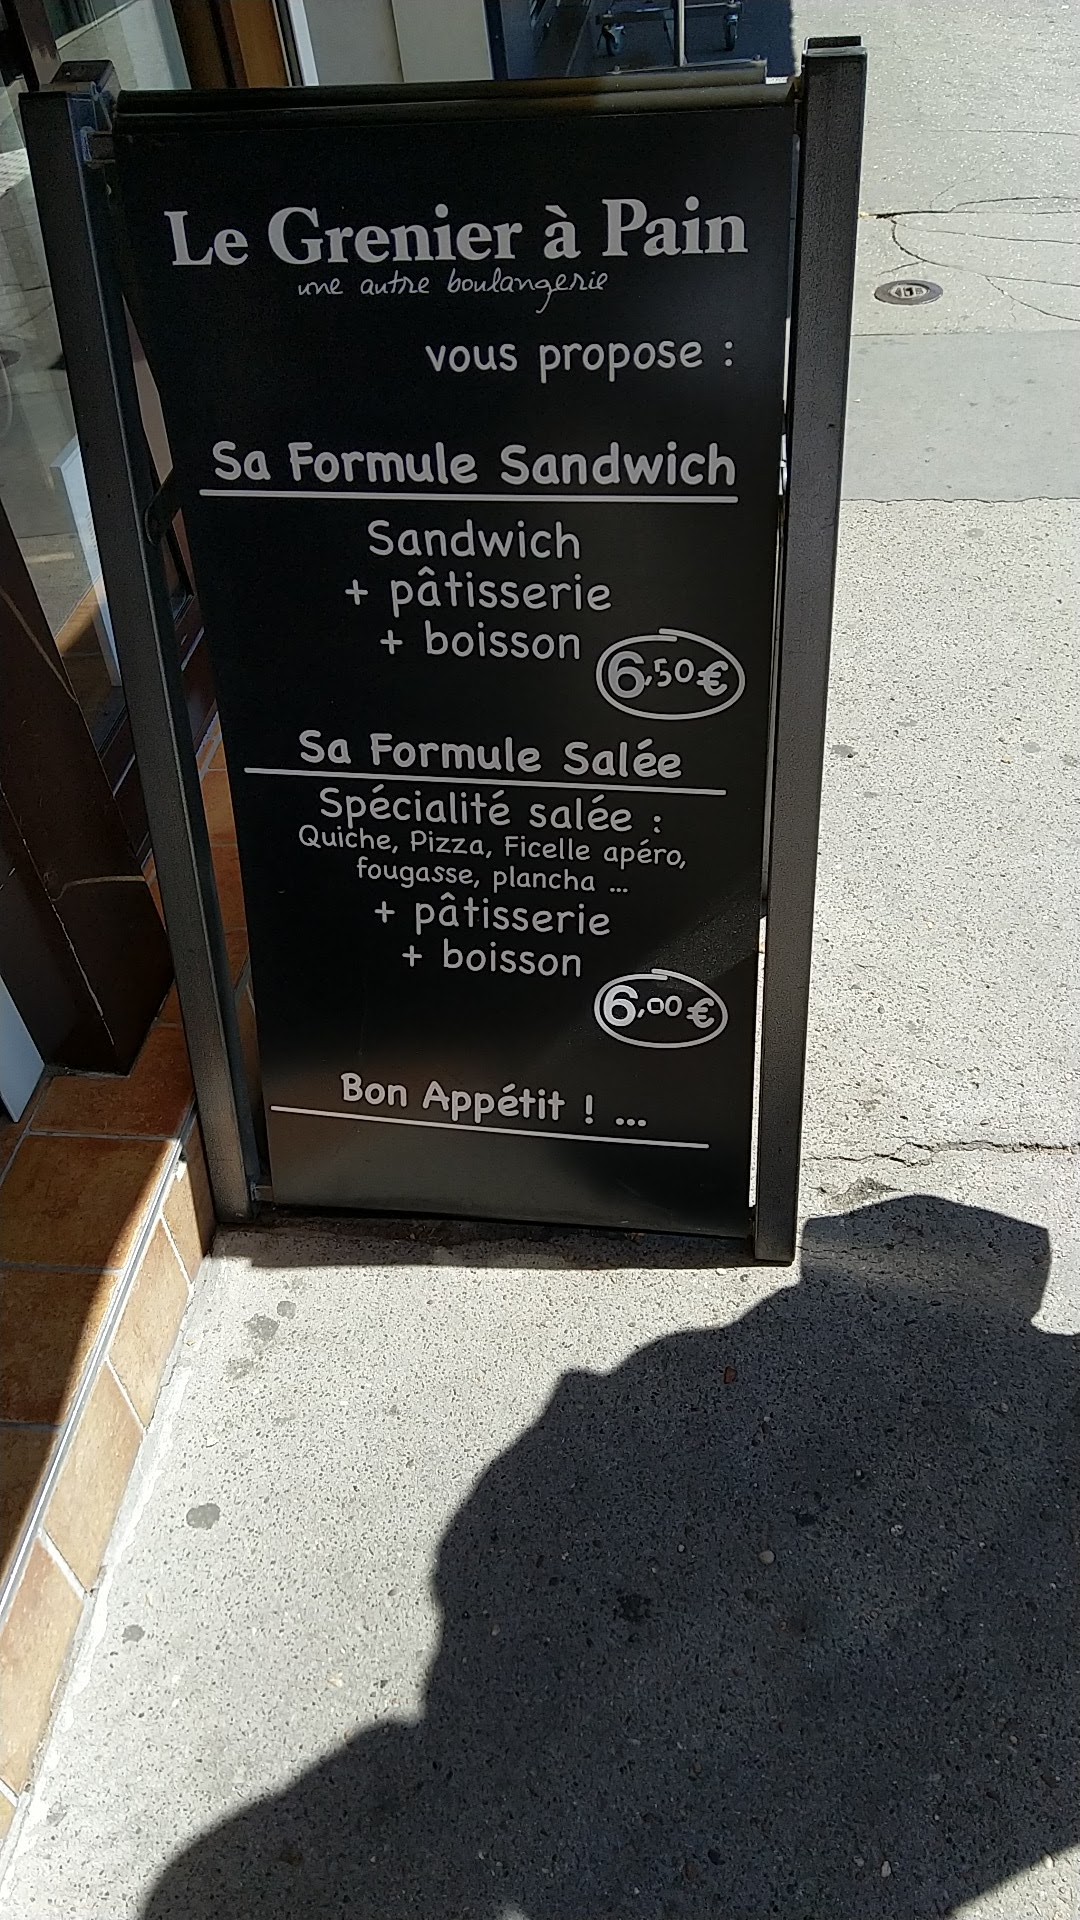 Le Grenier à Pain
une autre boulangerie
vous propose :
Sa Formule Sandwich
Sandwich
+ pâtisserie
+ boisson
6,50€
Sa Formule Salée
Spécialité salée :
Quiche, Pizza, Ficelle apéro,
fougasse, plancha ...
+ pâtisserie
+ boisson
6,00€
Bon Appétit ! ...